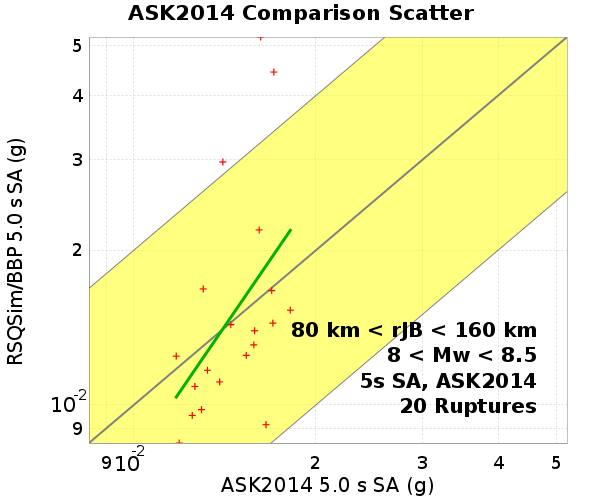 ASK2014 Comparison Scatter
RSQSim/BBP 5.0 s SA (g)
5
4
3
2
10-2
9
80 km < rJB < 160 km
8 < Mw < 8.5
5s SA, ASK2014
20 Ruptures
9 10-2 2 3 4 5
ASK2014 5.0 s SA (g)